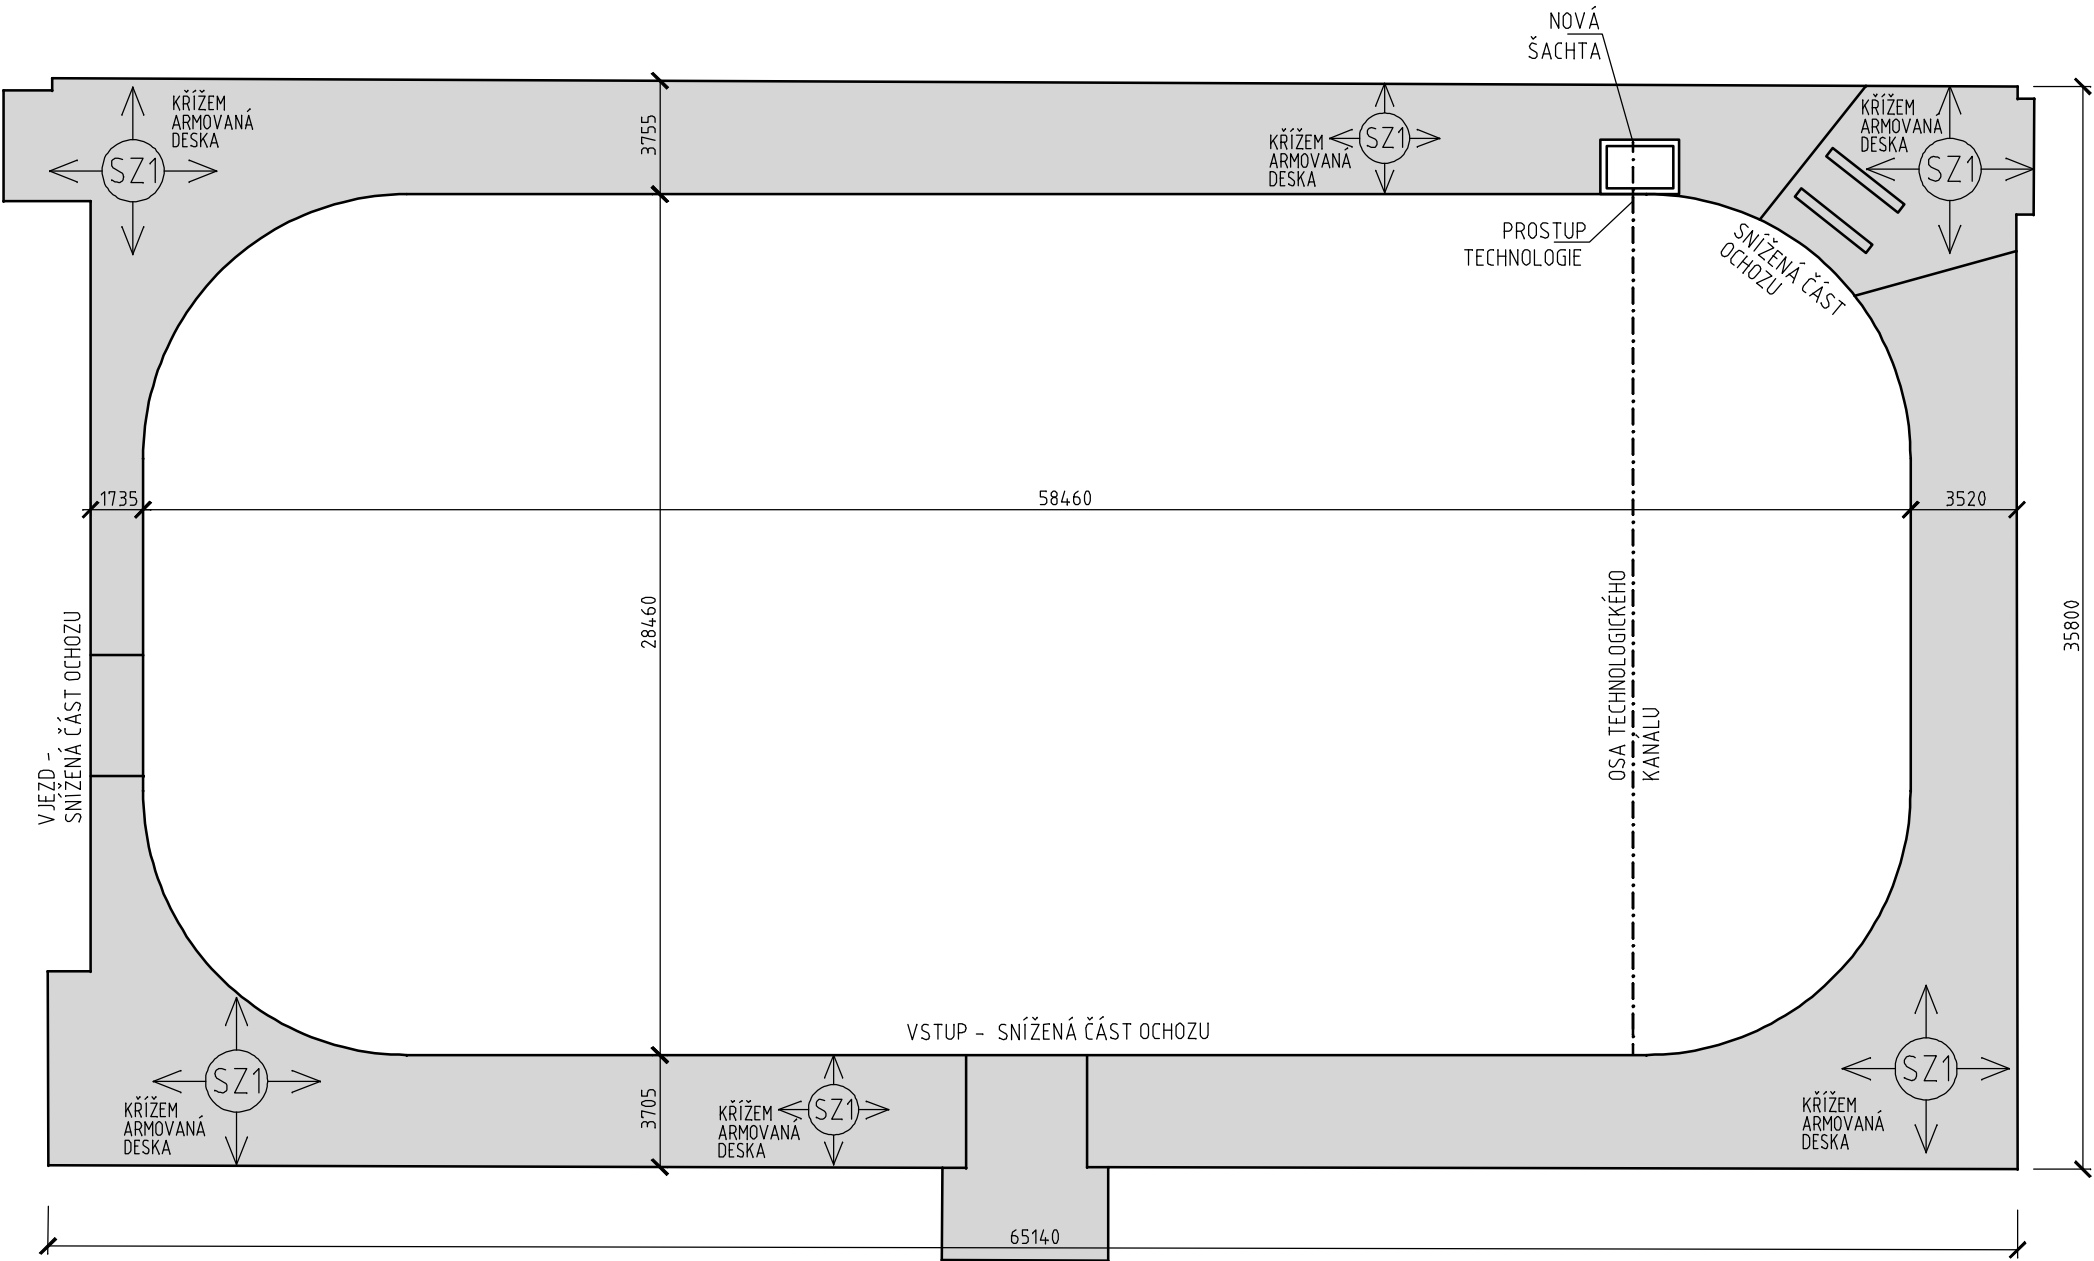 NOVÁ
ŠACHTA
KŘÍŽEM
ARMOVANÁ
DESKA
SZ1
3755
KŘÍŽEM
ARMOVANÁ
DESKA
SZ1
KŘÍŽEM
ARMOVANÁ
DESKA
SZ1
PROSTUP
TECHNOLOGIE
SNÍŽENÁ ČÁST
OCHOZU
1735
58460
3520
28460
35800
OSA TECHNOLOGICKÉHO
KANÁLU
VJEZD -
SNÍŽENÁ ČÁST OCHOZU
VSTUP - SNÍŽENÁ ČÁST OCHOZU
SZ1
KŘÍŽEM
ARMOVANÁ
DESKA
3705
KŘÍŽEM
ARMOVANÁ
DESKA
SZ1
SZ1
KŘÍŽEM
ARMOVANÁ
DESKA
65140